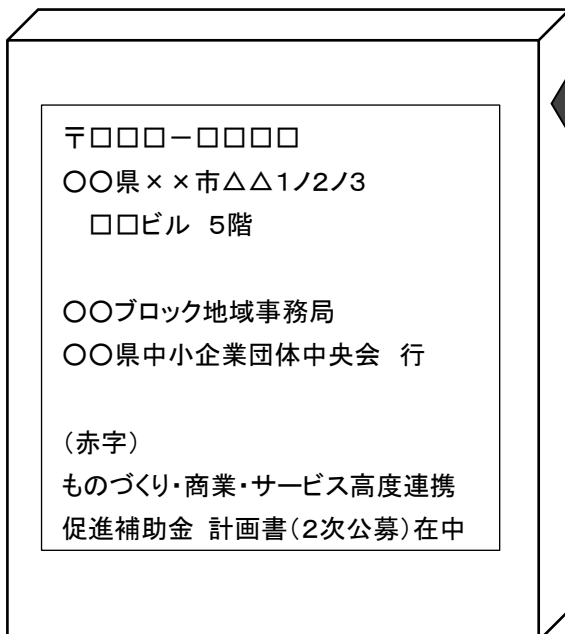 〒□□□－□□□□
○○県××市△△1ノ2ノ3
□□ビル 5階
○○ブロック地域事務局
○○県中小企業団体中央会 行
（赤字）
ものづくり・商業・サービス高度連携
促進補助金 計画書（2次公募）在中